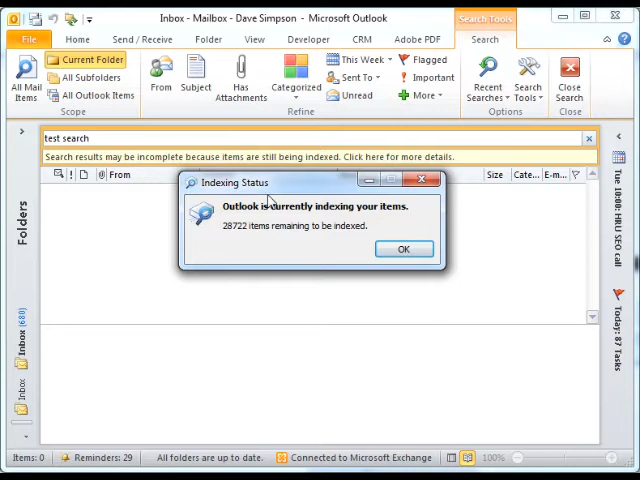 Inbox - Mailbox - Dave Simpson - Microsoft Outlook
Search Tools
File Home Send / Receive Folder View Developer CRM Search
All Mail Items
Current Folder
All Subfolders
All Outlook Items
Scope
From
Subject
Has Attachments
Categorized
This Week
Sent To
Unread
Flagged
Important
More
Refine
Recent Searches
Search Tools
Options
Close Search
Close
test search
Search results may be incomplete because items are still being indexed. Click here for more details.
! From Size Cate... E-m...
Indexing Status
Outlook is currently indexing your items.
28722 items remaining to be indexed.
OK
Folders
Inbox (680)
Inbox
Tue 10:00: HRU SEO call
Today: 87 Tasks
Items: 0 Reminders: 29 All folders are up to date. Connected to Microsoft Exchange 100%